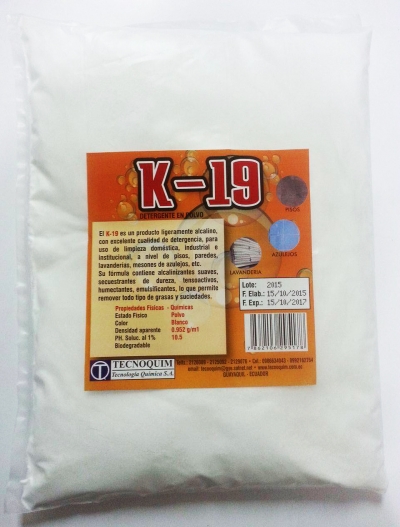 K-19
DETERGENTE EN POLVO
PISOS
El K-19 es un producto ligeramente alcalino,
con excelente cualidad de detergencia, para
uso de limpieza doméstica, industrial e
institucional, a nivel de pisos, paredes,
lavanderías, mesones de azulejos, etc.
Su fórmula contiene alcalinizantes suaves,
secuestrantes de dureza, tensoactivos,
humectantes, emulsificantes, lo que permite
remover todo tipo de grasas y suciedades.
AZULEJOS
LAVANDERIA
Propiedades Físicas - Químicas
Estado Físico Polvo
Color Blanco
Densidad aparente 0.952 g/ml
PH. Soluc. al 1% 10.5
Biodegradable
Lote: 2015
F. Elab.: 15/10/2015
F. Exp.: 15/10/2017
TECNOQUIM
Tecnología Química S.A.
GUAYAQUIL - ECUADOR